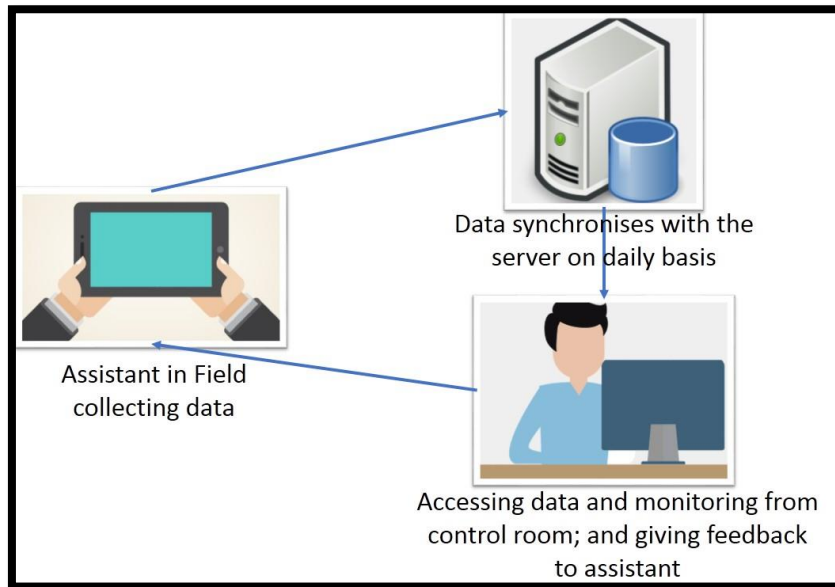 Data synchronises with the
server on daily basis
Assistant in Field
collecting data
Accessing data and monitoring from
control room; and giving feedback
to assistant